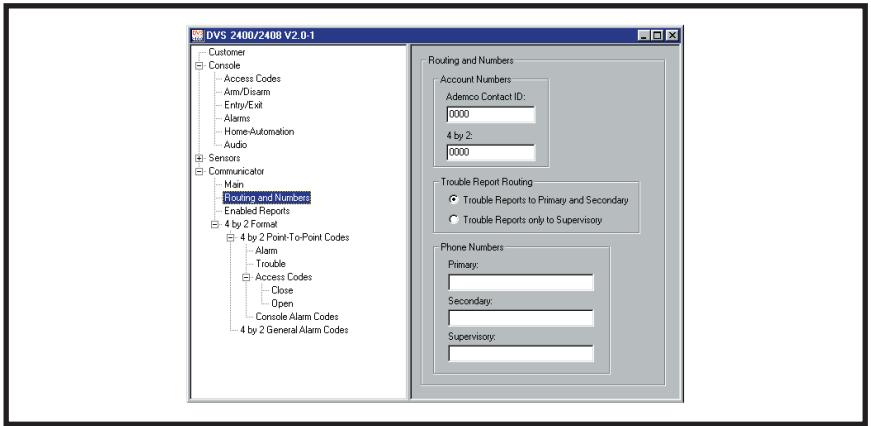 DVS 2400/2408 V2.0-1
Customer
Console
Access Codes
Arm/Disarm
Entry/Exit
Alarms
Home-Automation
Audio
Sensors
Communicator
Main
Routing and Numbers
Enabled Reports
4 by 2 Format
4 by 2 Point-To-Point Codes
Alarm
Trouble
Access Codes
Close
Open
Console Alarm Codes
4 by 2 General Alarm Codes
Routing and Numbers
Account Numbers
Ademco Contact ID:
0000
4 by 2:
0000
Trouble Report Routing
Trouble Reports to Primary and Secondary
Trouble Reports only to Supervisory
Phone Numbers
Primary:
Secondary:
Supervisory: